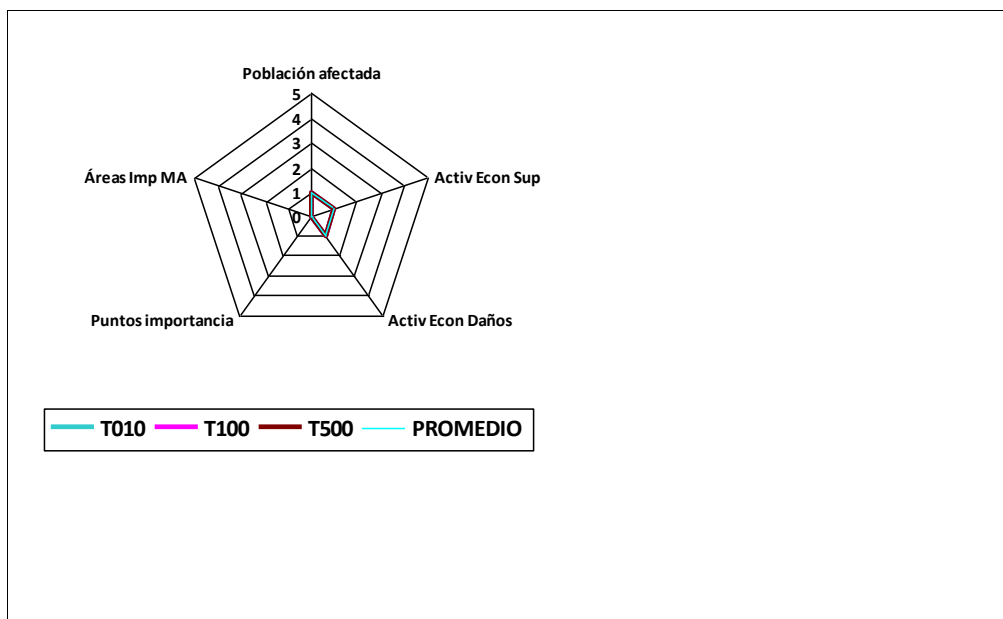 Población afectada
5
4
3
2
1
0
Áreas Imp MA
Activ Econ Sup
Puntos importancia
Activ Econ Daños
T010 T100 T500 PROMEDIO